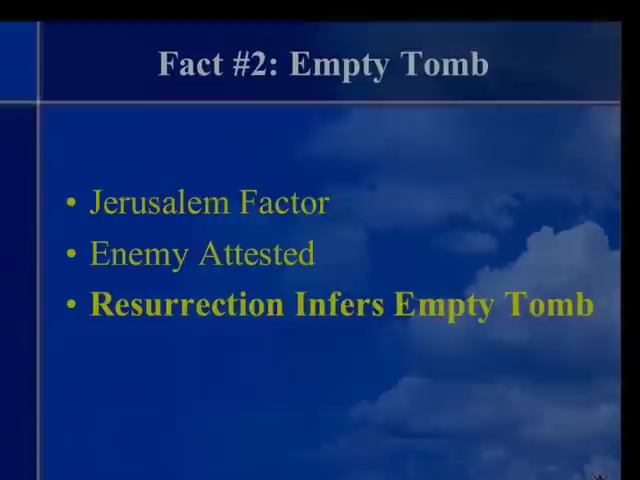 Fact #2: Empty Tomb
• Jerusalem Factor
• Enemy Attested
• Resurrection Infers Empty Tomb